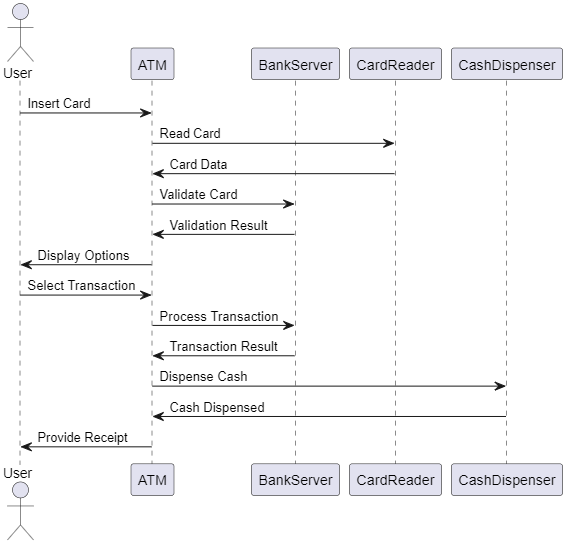 User
ATM
BankServer
CardReader
CashDispenser
Insert Card
Read Card
Card Data
Validate Card
Validation Result
Display Options
Select Transaction
Process Transaction
Transaction Result
Dispense Cash
Cash Dispensed
Provide Receipt
User
ATM
BankServer
CardReader
CashDispenser